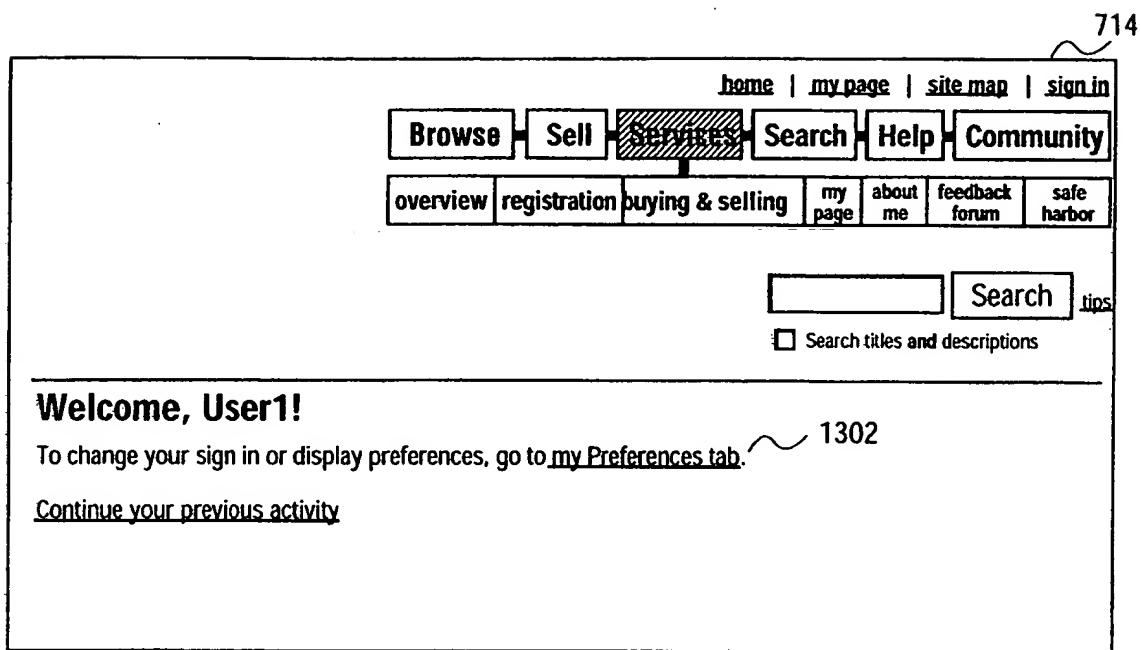 714
home | my page | site map | sign in
Browse Sell Services Search Help Community
overview registration buying & selling my page about me feedback forum safe harbor
Search tips
Search titles and descriptions
Welcome, User1!
To change your sign in or display preferences, go to my Preferences tab. 1302
Continue your previous activity